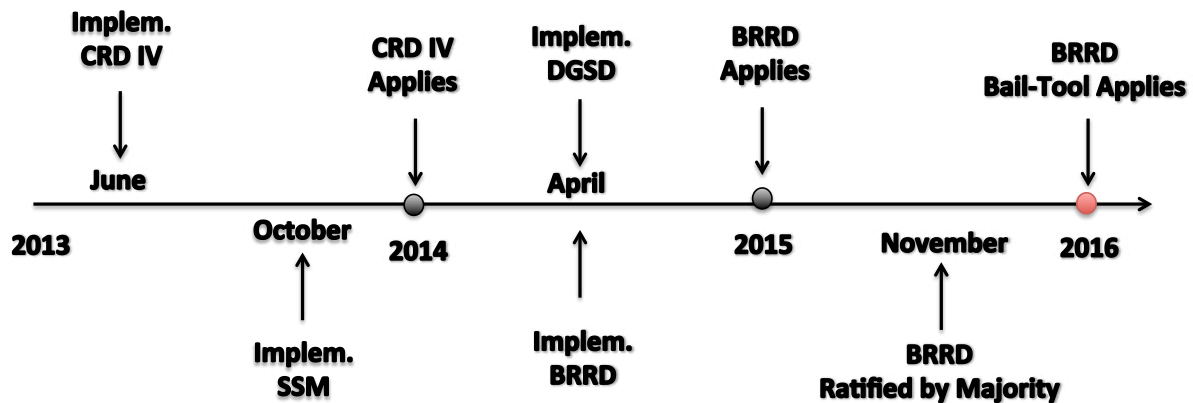 Implem.
CRD IV
CRD IV
Applies
Implem.
DGSD
BRRD
Applies
BRRD
Bail-Tool Applies
June
April
2013
October
2014
2015
November
2016
Implem.
SSM
Implem.
BRRD
BRRD
Ratified by Majority